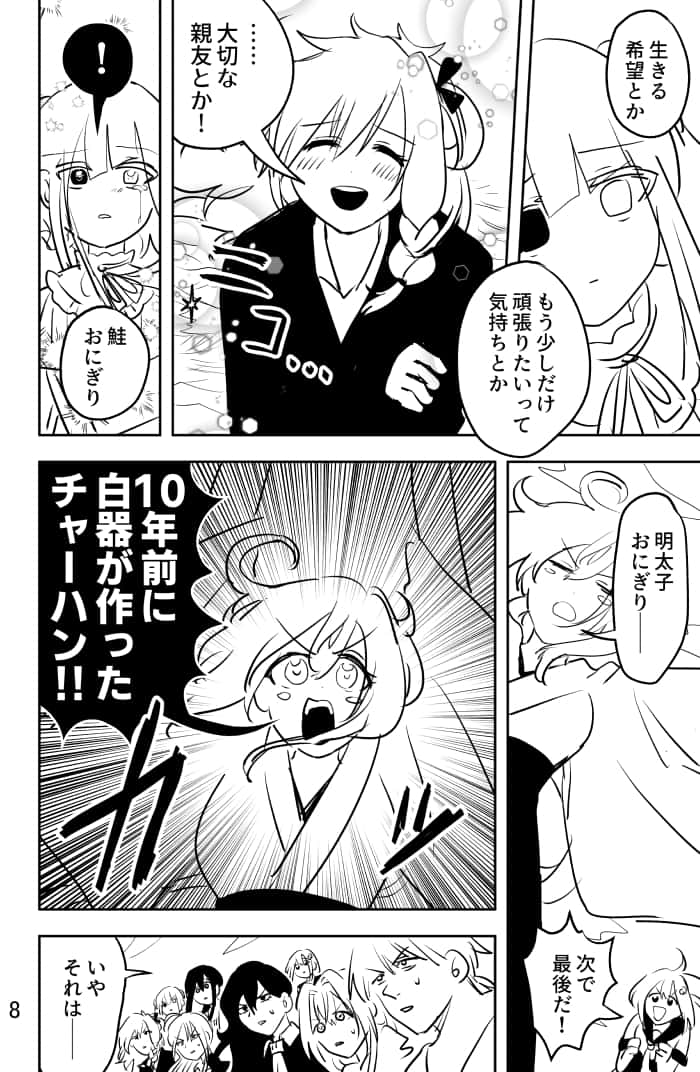 生きる
希望とか
もう少しだけ
頑張りたいって
気持ちとか
……
大切な
親友とか！
ニコ…
！
鮭
おにぎり
明太子
おにぎり——
10年前に
白器が作った
チャーハン!!
ガッ
次で
最後だ！
いや
それは——
8